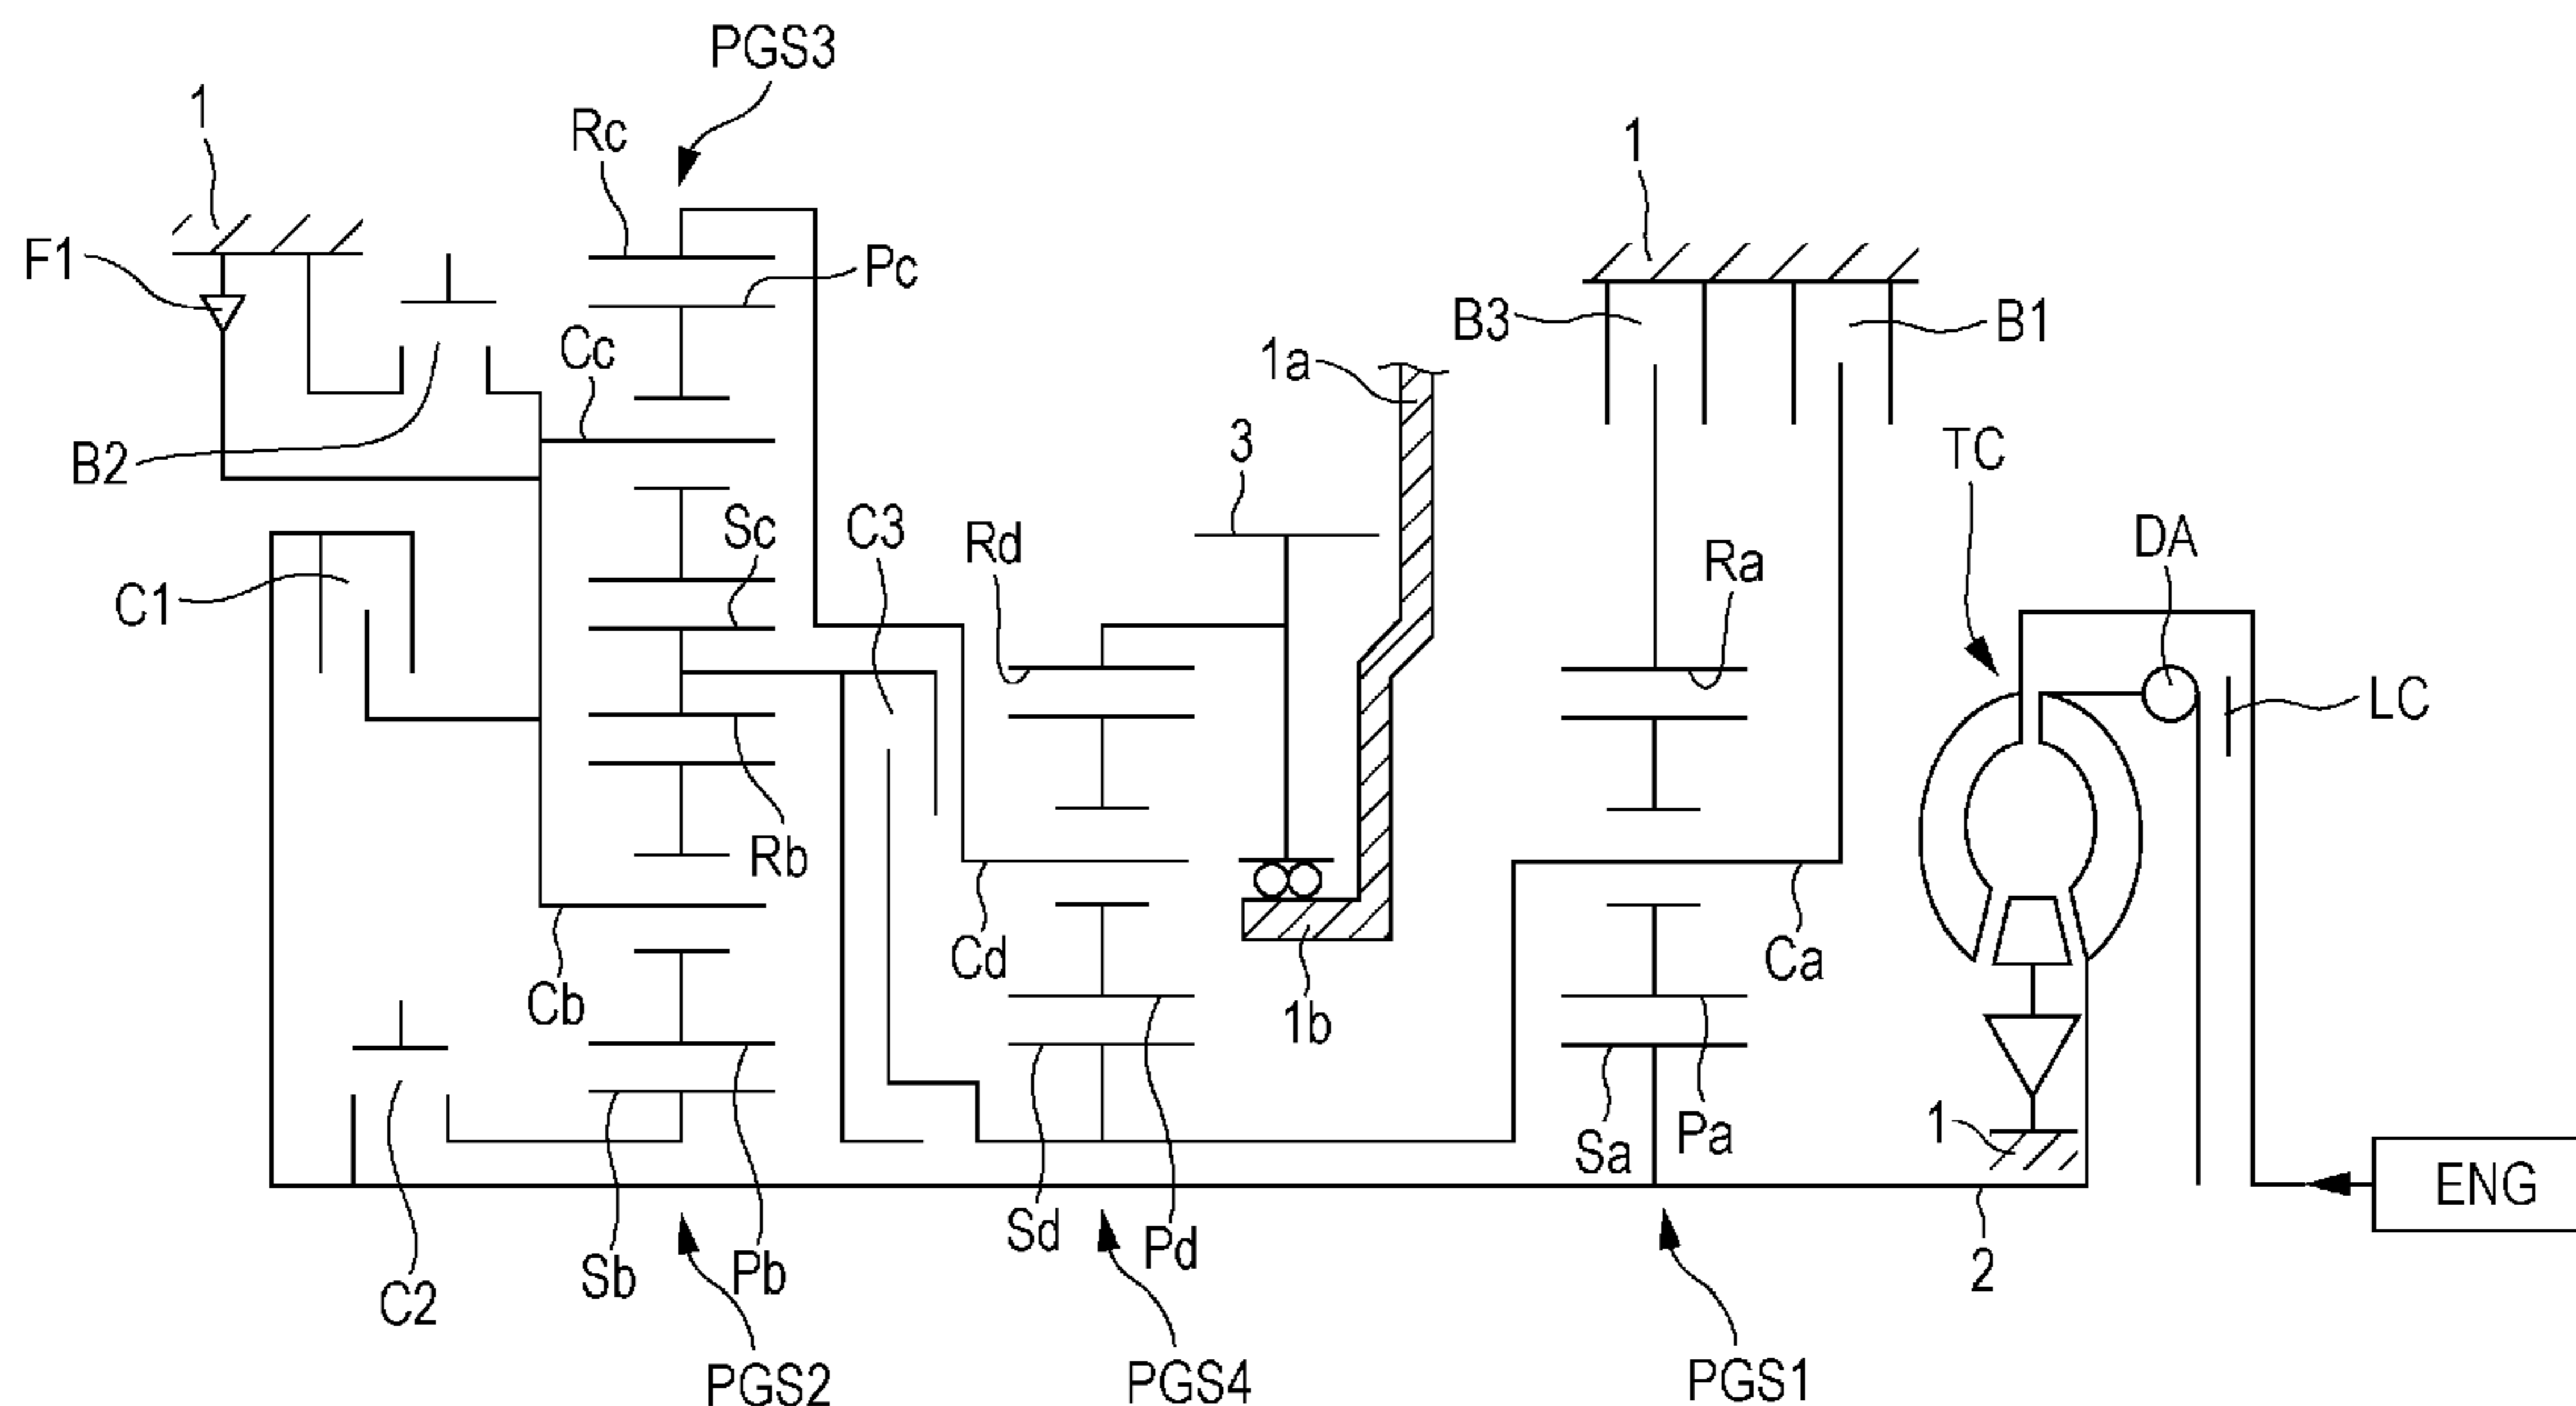 PGS3
1
Rc
1
F1
Pc
B3
B1
Cc
1a
B2
3
TC
Sc
C3
Rd
DA
Ra
C1
LC
Rb
Cd
Ca
Cb
1b
1
Pa
Sa
ENG
Sd
Pd
2
Sb
Pb
C2
PGS2
PGS4
PGS1